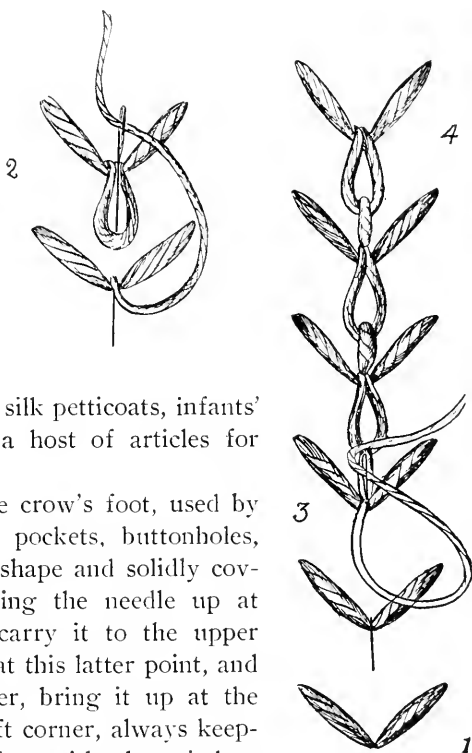 2
4
silk petticoats, infants'
a host of articles for
e crow's foot, used by
pockets, buttonholes,
shape and solidly cov-
ing the needle up at
carry it to the upper
at this latter point, and
er, bring it up at the
ft corner, always keep-
3
1